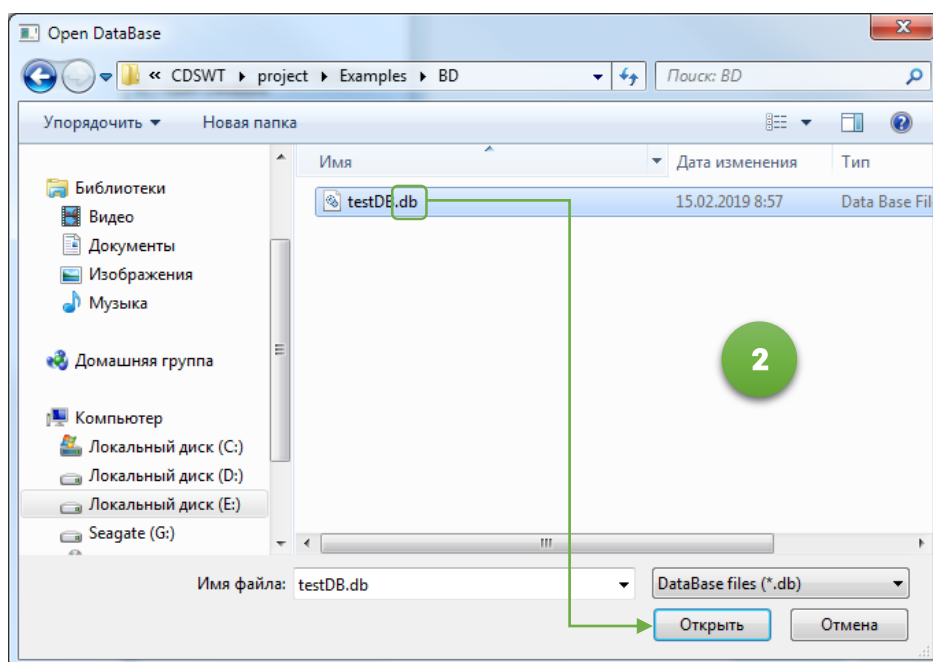 Open DataBase
« CDSWT ▸ project ▸ Examples ▸ BD
Поиск: BD
Упорядочить ▼ Новая папка
Имя Дата изменения Тип
testDB.db 15.02.2019 8:57 Data Base Fil
Библиотеки
Видео
Документы
Изображения
Музыка
Домашняя группа
2
Компьютер
Локальный диск (C:)
Локальный диск (D:)
Локальный диск (E:)
Seagate (G:)
Имя файла: testDB.db DataBase files (*.db)
Открыть Отмена